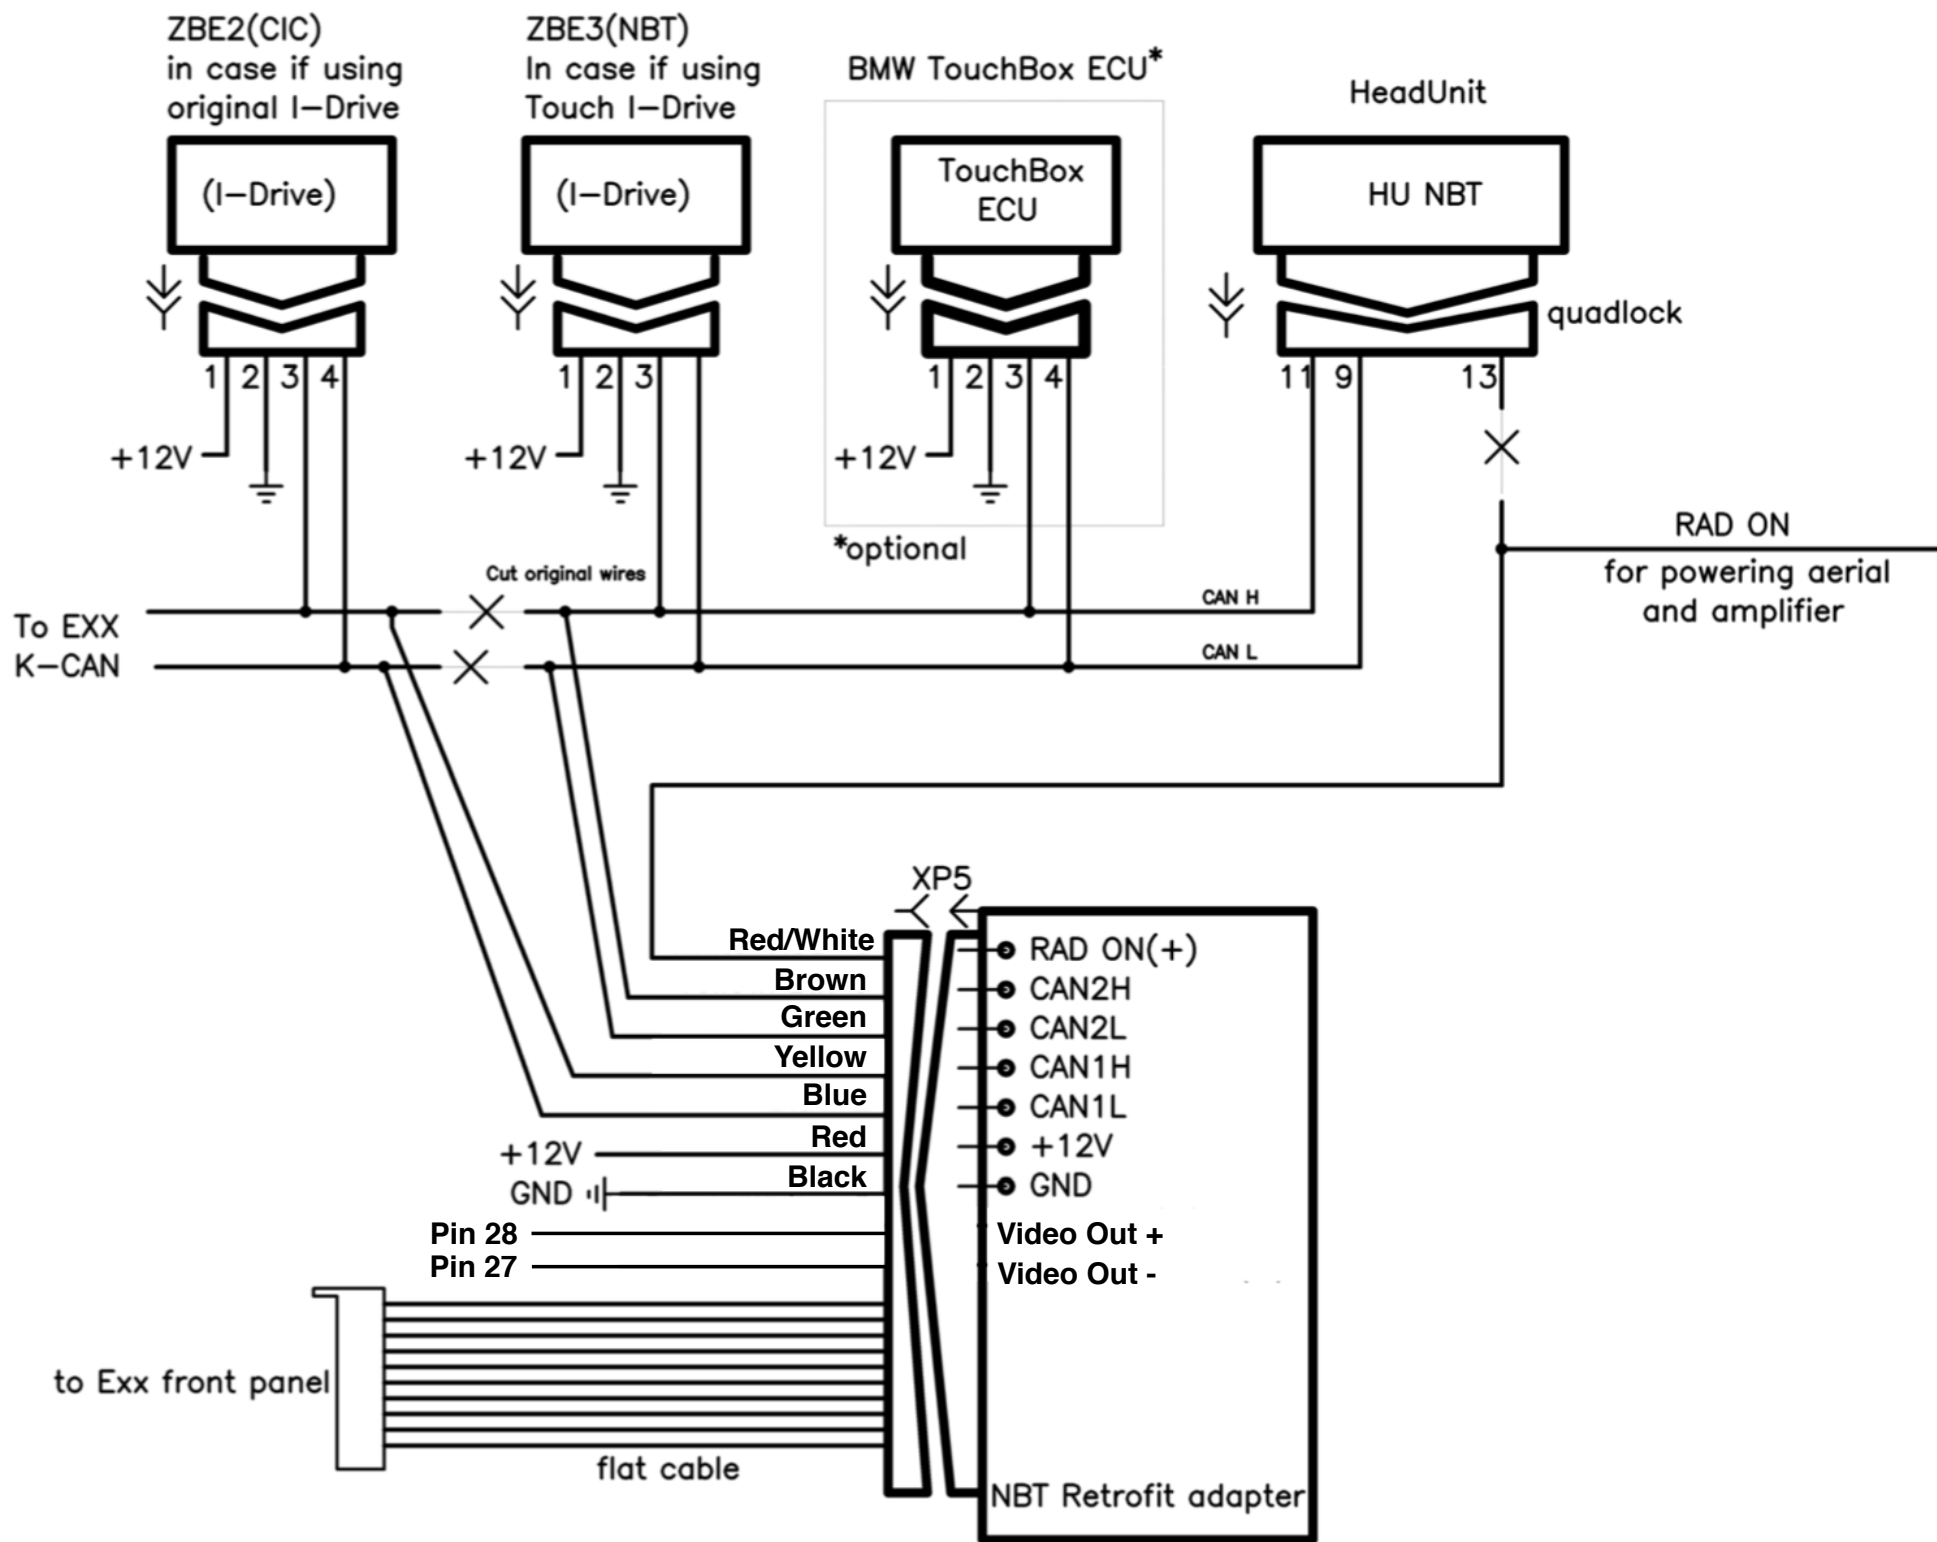 ZBE2(CIC)
in case if using
original I-Drive
ZBE3(NBT)
In case if using
Touch I-Drive
BMW TouchBox ECU*
HeadUnit
(I-Drive)
(I-Drive)
TouchBox
ECU
HU NBT
quadlock
1 2 3 4
1 2 3
1 2 3 4
11 9 13
+12V
+12V
+12V
*optional
RAD ON
for powering aerial
and amplifier
Cut original wires
CAN H
CAN L
To EXX
K-CAN
XP5
Red/White
Brown
Green
Yellow
Blue
Red
Black
+12V
GND
Pin 28
Pin 27
RAD ON(+)
CAN2H
CAN2L
CAN1H
CAN1L
+12V
GND
Video Out +
Video Out -
to Exx front panel
flat cable
NBT Retrofit adapter